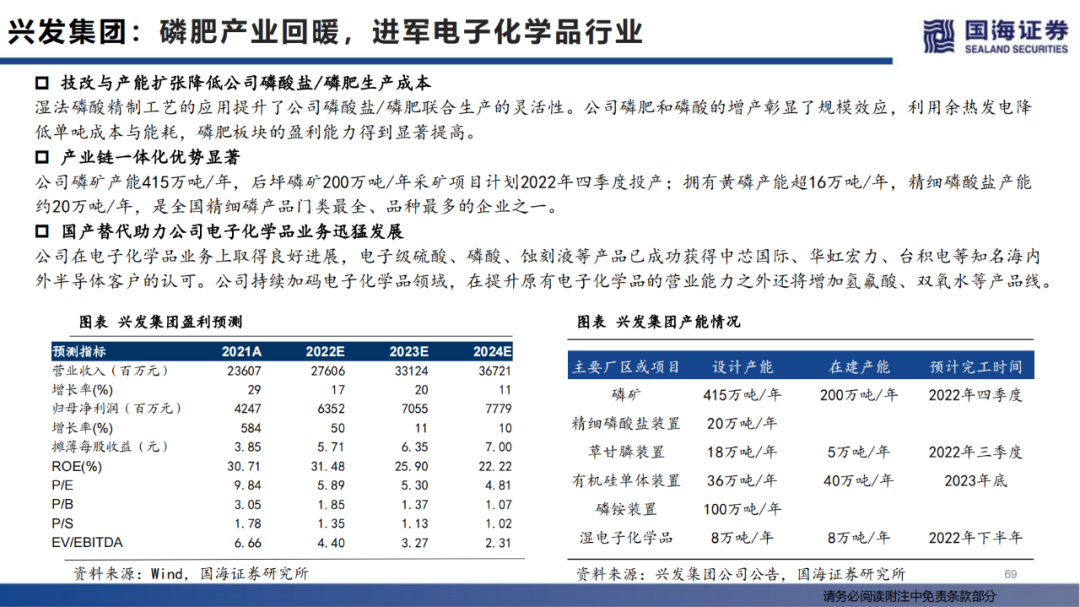 兴发集团：磷肥产业回暖，进军电子化学品行业
国海证券
SEALAND SECURITIES
技改与产能扩张降低公司磷酸盐/磷肥生产成本
湿法磷酸精制工艺的应用提升了公司磷酸盐/磷肥联合生产的灵活性。公司磷肥和磷酸的增产彰显了规模效应，利用余热发电降
低单吨成本与能耗，磷肥板块的盈利能力得到显著提高。
产业链一体化优势显著
公司磷矿产能415万吨/年，后坪磷矿200万吨/年采矿项目计划2022年四季度投产；拥有黄磷产能超16万吨/年，精细磷酸盐产能
约20万吨/年，是全国精细磷产品门类最全、品种最多的企业之一。
国产替代助力公司电子化学品业务迅猛发展
公司在电子化学品业务上取得良好进展，电子级硫酸、磷酸、蚀刻液等产品已成功获得中芯国际、华虹宏力、台积电等知名海内
外半导体客户的认可。公司持续加码电子化学品领域，在提升原有电子化学品的营业能力之外还将增加氢氟酸、双氧水等产品线。
图表 兴发集团盈利预测
预测指标 2021A 2022E 2023E 2024E
营业收入（百万元） 23607 27606 33124 36721
增长率(%) 29 17 20 11
归母净利润（百万元） 4247 6352 7055 7779
增长率(%) 584 50 11 10
摊薄每股收益（元） 3.85 5.71 6.35 7.00
ROE(%) 30.71 31.48 25.90 22.22
P/E 9.84 5.89 5.30 4.81
P/B 3.05 1.85 1.37 1.07
P/S 1.78 1.35 1.13 1.02
EV/EBITDA 6.66 4.40 3.27 2.31
资料来源：Wind，国海证券研究所
图表 兴发集团产能情况
主要厂区或项目 设计产能 在建产能 预计完工时间
磷矿 415万吨/年 200万吨/年 2022年四季度
精细磷酸盐装置 20万吨/年
草甘膦装置 18万吨/年 5万吨/年 2022年三季度
有机硅单体装置 36万吨/年 40万吨/年 2023年底
磷铵装置 100万吨/年
湿电子化学品 8万吨/年 8万吨/年 2022年下半年
资料来源：兴发集团公司公告，国海证券研究所
69
请务必阅读附注中免责条款部分